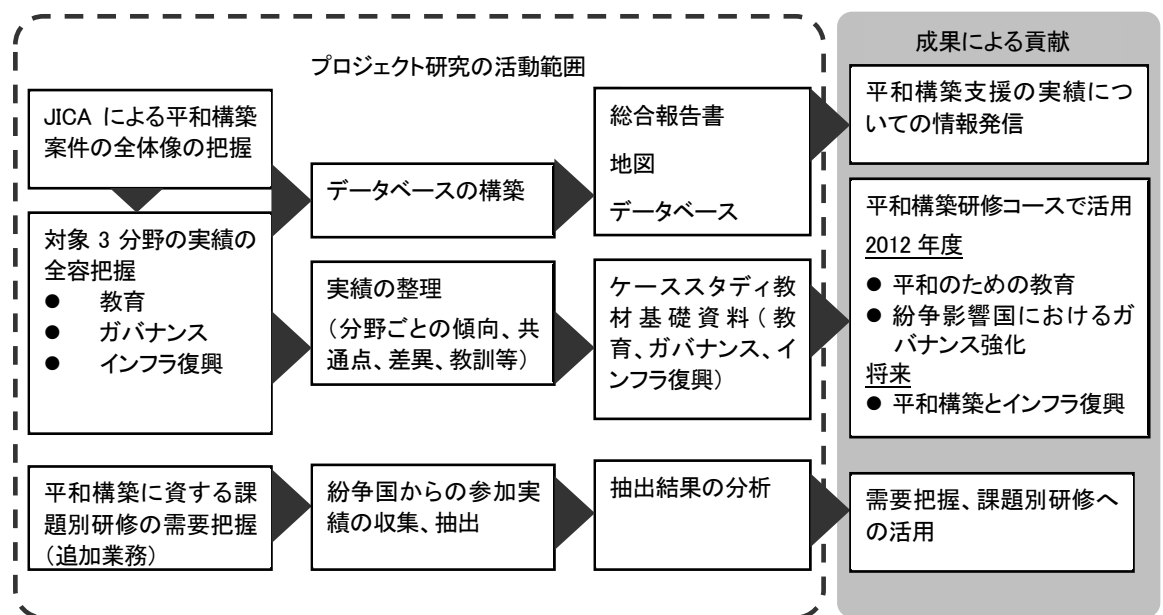 プロジェクト研究の活動範囲
JICA による平和構築
案件の全体像の把握
対象 3 分野の実績の
全容把握
● 教育
● ガバナンス
● インフラ復興
データベースの構築
実績の整理
（分野ごとの傾向、共
通点、差異、教訓等）
総合報告書
地図
データベース
ケーススタディ教
材基礎資料（教
育、ガバナンス、イ
ンフラ復興）
平和構築に資する課
題別研修の需要把握
（追加業務）
紛争国からの参加実
績の収集、抽出
抽出結果の分析
成果による貢献
平和構築支援の実績につ
いての情報発信
平和構築研修コースで活用
2012 年度
● 平和のための教育
● 紛争影響国におけるガ
バナンス強化
将来
● 平和構築とインフラ復興
需要把握、課題別研修へ
の活用